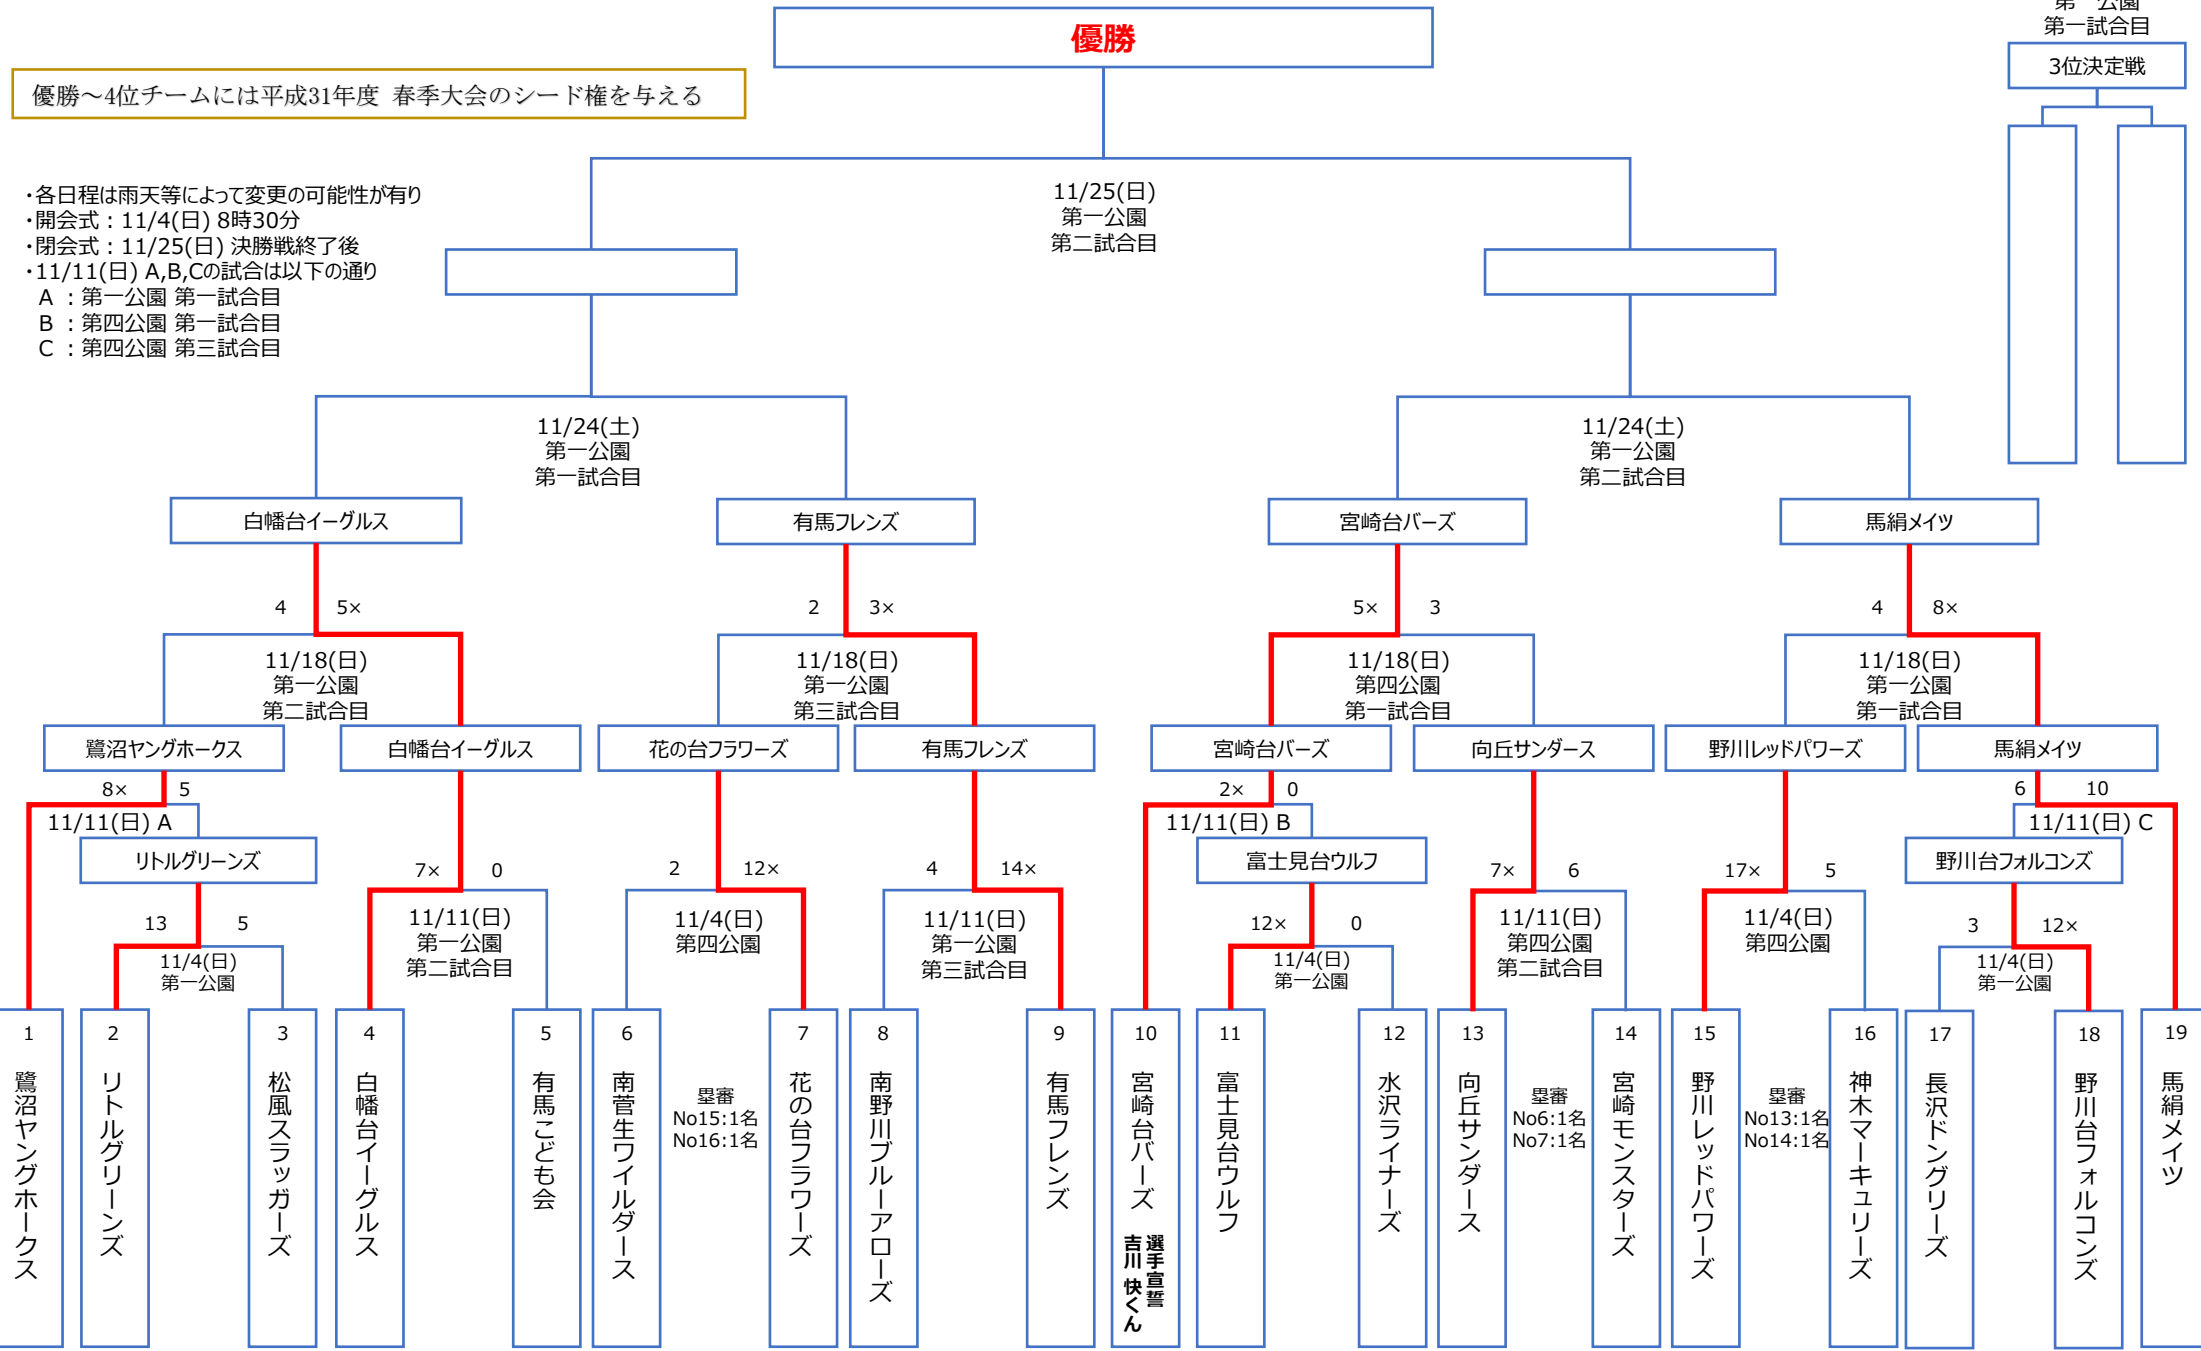 優勝
第一公園
第一試合目
3位決定戦
優勝～4位チームには平成31年度 春季大会のシード権を与える
・各日程は雨天等によって変更の可能性が有り
・開会式：11/4(日) 8時30分
・閉会式：11/25(日) 決勝戦終了後
・11/11(日) A,B,Cの試合は以下の通り
A ：第一公園 第一試合目
B ：第四公園 第一試合目
C ：第四公園 第三試合目
11/25(日)
第一公園
第二試合目
11/24(土)
第一公園
第一試合目
11/24(土)
第一公園
第二試合目
白幡台イーグルス
有馬フレンズ
宮崎台バーズ
馬絹メイツ
4 5×
2 3×
5× 3
4 8×
11/18(日)
第一公園
第二試合目
11/18(日)
第一公園
第三試合目
11/18(日)
第四公園
第一試合目
11/18(日)
第一公園
第一試合目
鷺沼ヤングホークス
白幡台イーグルス
花の台フラワーズ
有馬フレンズ
宮崎台バーズ
向丘サンダース
野川レッドパワーズ
馬絹メイツ
8× 5
11/11(日) A
2× 0
11/11(日) B
6 10
11/11(日) C
リトルグリーンズ
富士見台ウルフ
野川台フォルコンズ
13 5
11/4(日)
第一公園
7× 0
11/11(日)
第一公園
第二試合目
2 12×
11/4(日)
第四公園
4 14×
11/11(日)
第一公園
第三試合目
12× 0
11/4(日)
第一公園
7× 6
11/11(日)
第四公園
第二試合目
17× 5
11/4(日)
第四公園
3 12×
11/4(日)
第一公園
1
鷺沼ヤングホークス
2
リトルグリーンズ
3
松風スラッガーズ
4
白幡台イーグルス
5
有馬こども会
6
南菅生ワイルダース
塁審
No15:1名
No16:1名
7
花の台フラワーズ
8
南野川ブルーアローズ
9
有馬フレンズ
10
宮崎台バーズ
選手宣誓
吉川 快くん
11
富士見台ウルフ
12
水沢ライナーズ
13
向丘サンダース
塁審
No6:1名
No7:1名
14
宮崎モンスターズ
15
野川レッドパワーズ
塁審
No13:1名
No14:1名
16
神木マーキュリーズ
17
長沢ドングリーズ
18
野川台フォルコンズ
19
馬絹メイツ